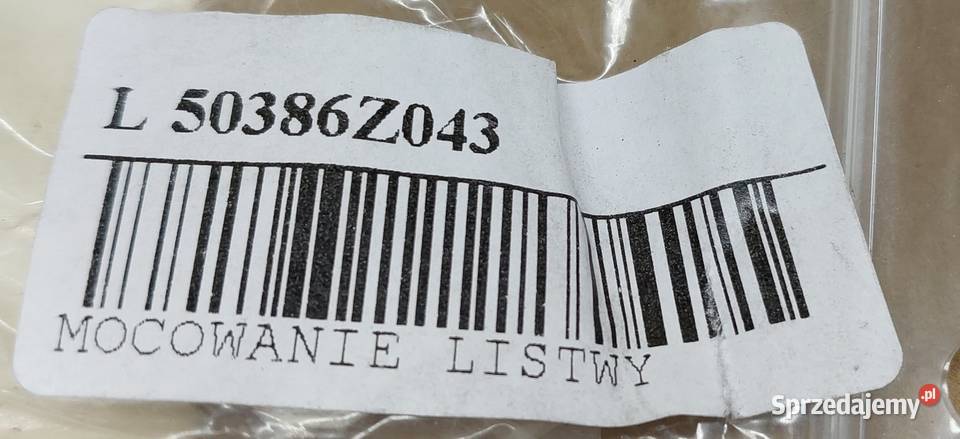 L 50386Z043
MOCOWANIE LISTWY
Sprzedajemy.pl